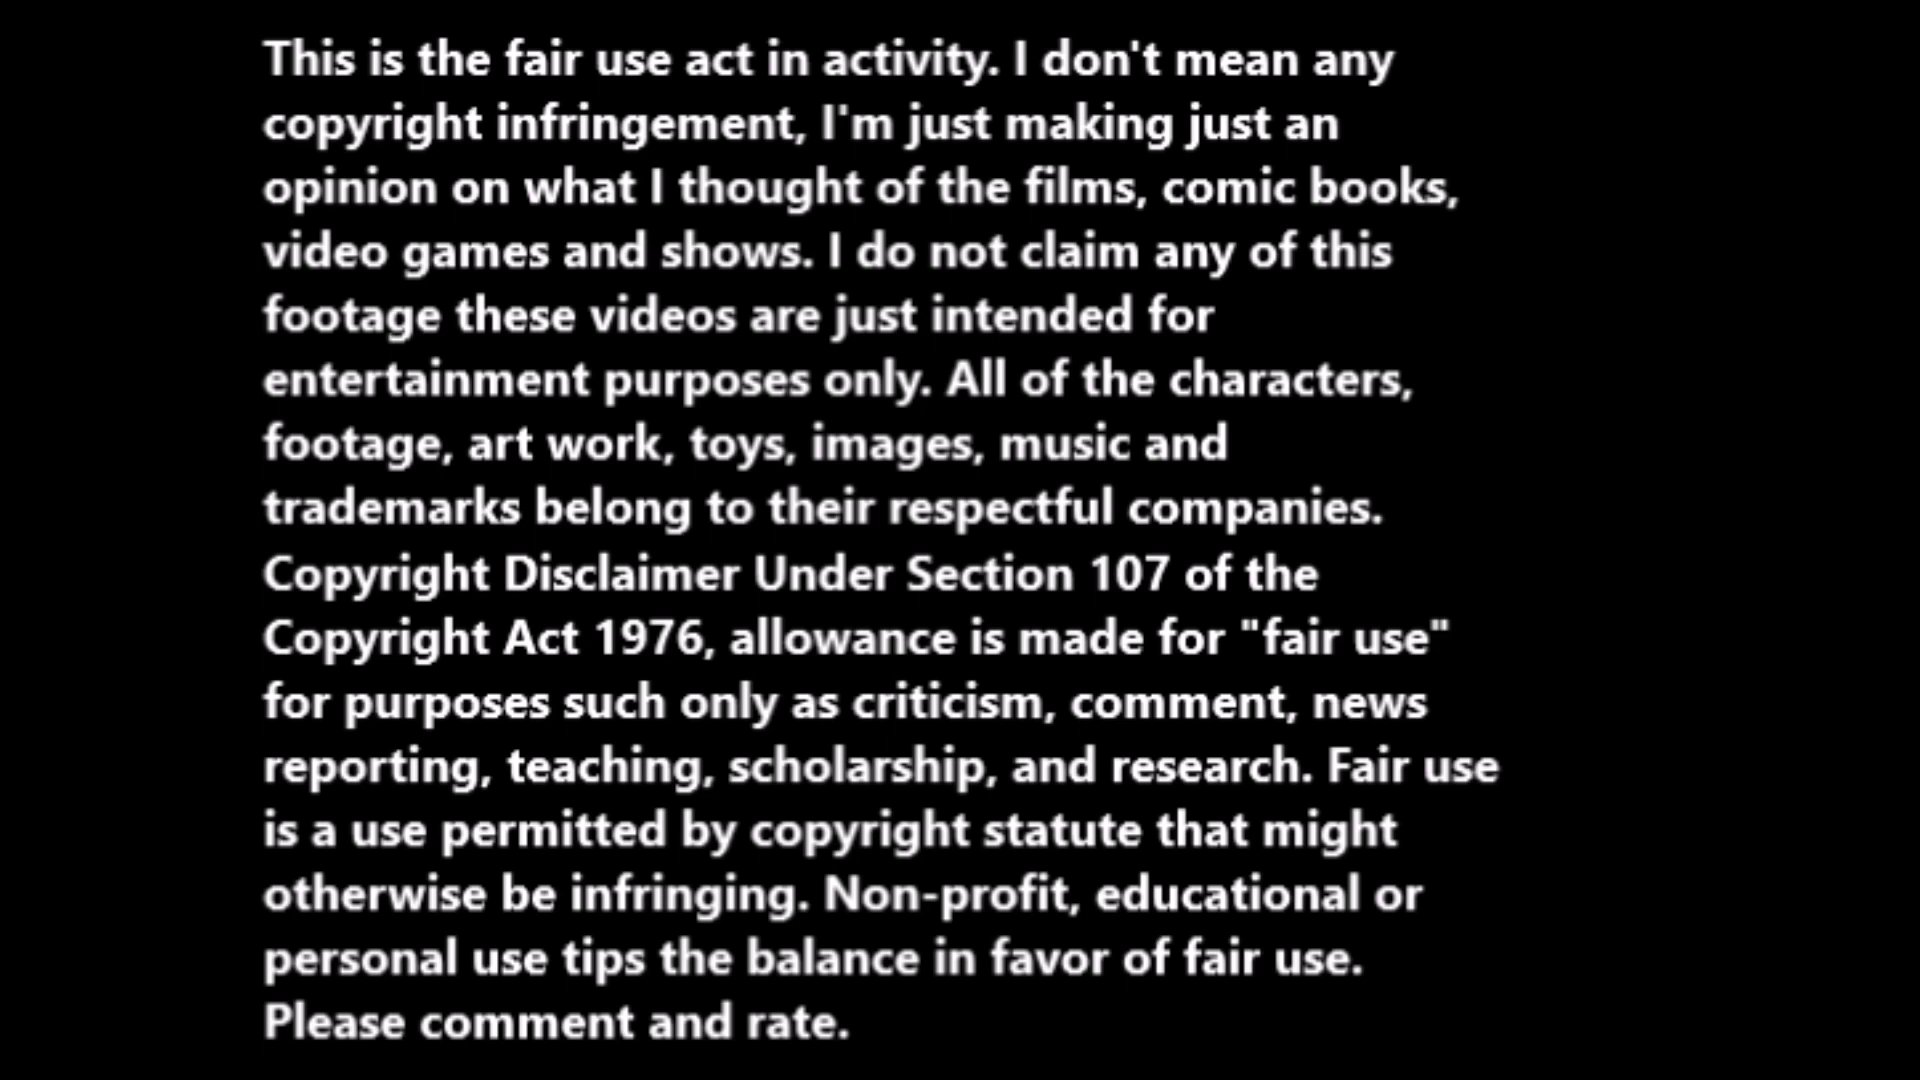 This is the fair use act in activity. I don't mean any
copyright infringement, I'm just making just an
opinion on what I thought of the films, comic books,
video games and shows. I do not claim any of this
footage these videos are just intended for
entertainment purposes only. All of the characters,
footage, art work, toys, images, music and
trademarks belong to their respectful companies.
Copyright Disclaimer Under Section 107 of the
Copyright Act 1976, allowance is made for "fair use"
for purposes such only as criticism, comment, news
reporting, teaching, scholarship, and research. Fair use
is a use permitted by copyright statute that might
otherwise be infringing. Non-profit, educational or
personal use tips the balance in favor of fair use.
Please comment and rate.